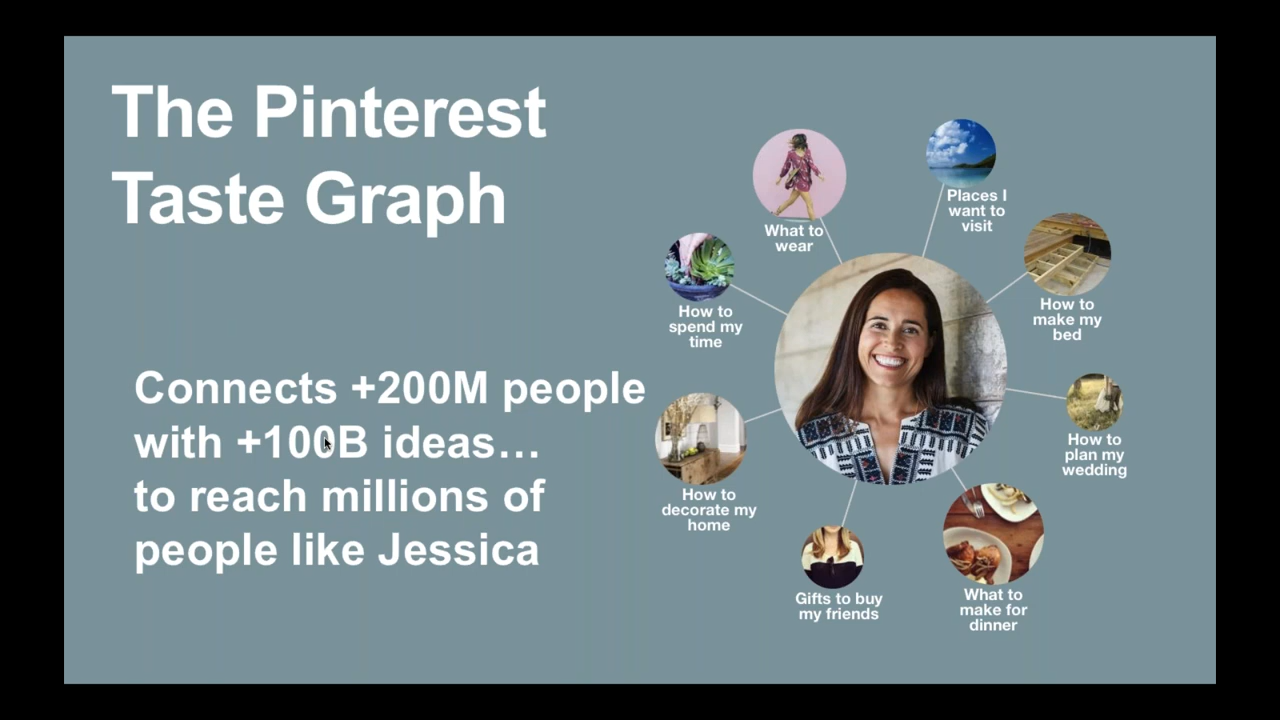 The Pinterest
Taste Graph
Connects +200M people
with +100B ideas…
to reach millions of
people like Jessica
What to
wear
Places I
want to
visit
How to
spend my
time
How to
make my
bed
How to
decorate my
home
How to
plan my
wedding
Gifts to buy
my friends
What to
make for
dinner